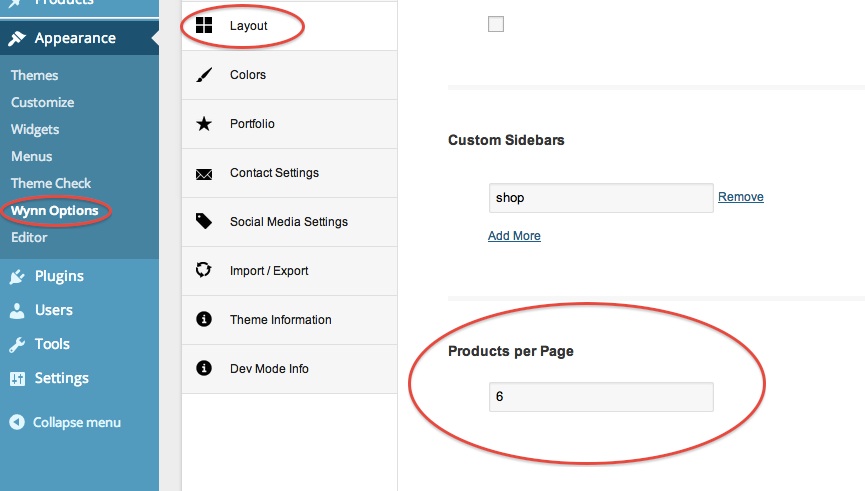 Products
Appearance
Themes
Customize
Widgets
Menus
Theme Check
Wynn Options
Editor
Plugins
Users
Tools
Settings
Collapse menu
Layout
Colors
Portfolio
Contact Settings
Social Media Settings
Import / Export
Theme Information
Dev Mode Info
Custom Sidebars
shop Remove
Add More
Products per Page
6